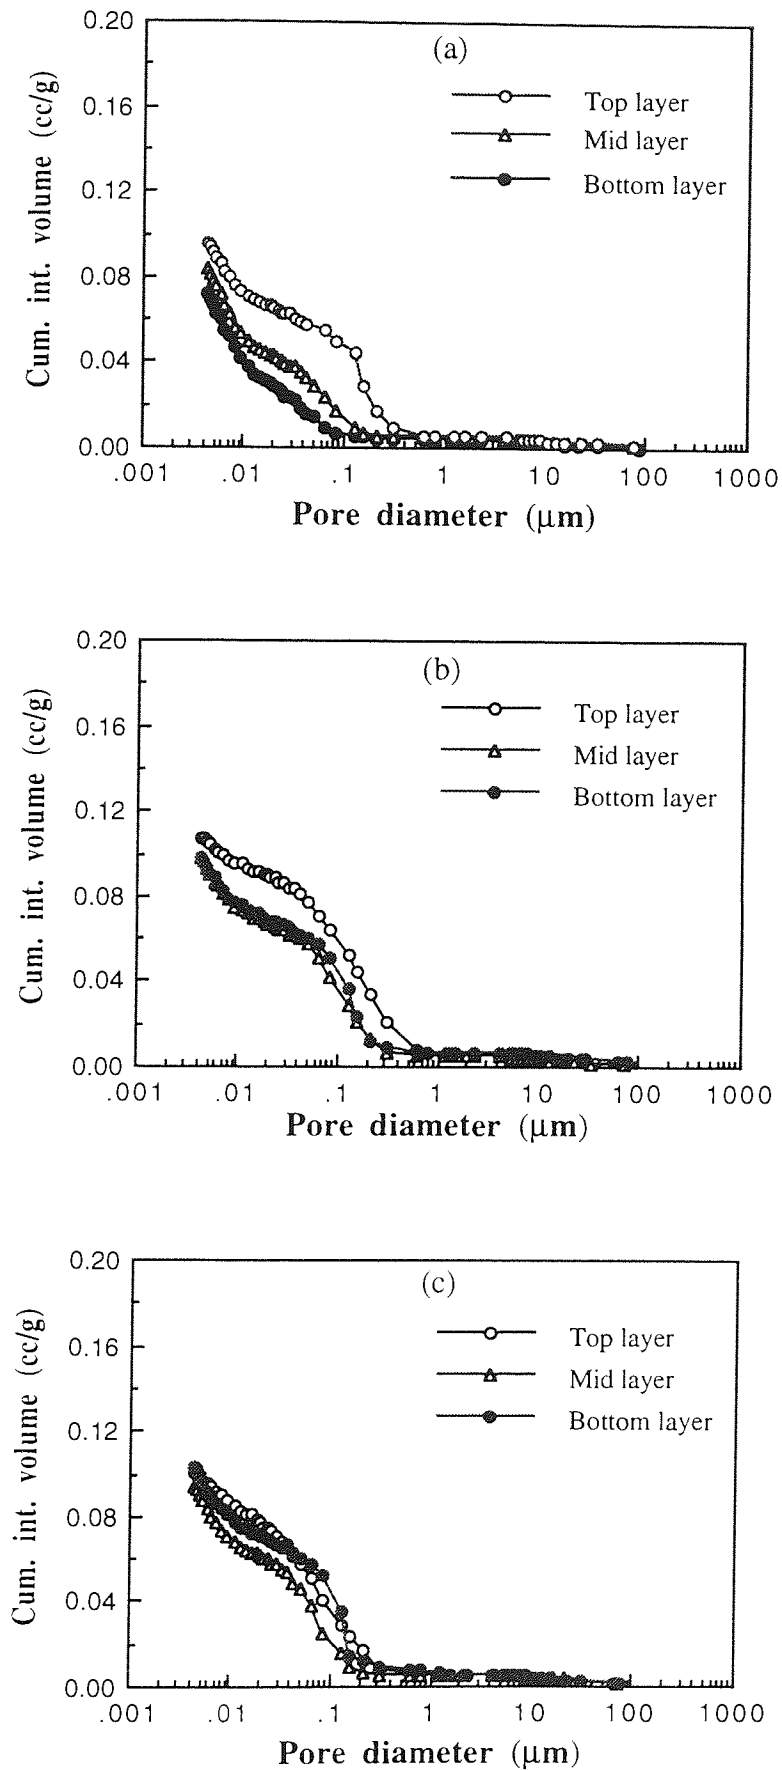 (a)
Cum. int. volume (cc/g)
0.20
0.16
0.12
0.08
0.04
0.00
Top layer
Mid layer
Bottom layer
.001 .01 .1 1 10 100 1000
Pore diameter (μm)
(b)
Cum. int. volume (cc/g)
0.20
0.16
0.12
0.08
0.04
0.00
Top layer
Mid layer
Bottom layer
.001 .01 .1 1 10 100 1000
Pore diameter (μm)
(c)
Cum. int. volume (cc/g)
0.20
0.16
0.12
0.08
0.04
0.00
Top layer
Mid layer
Bottom layer
.001 .01 .1 1 10 100 1000
Pore diameter (μm)